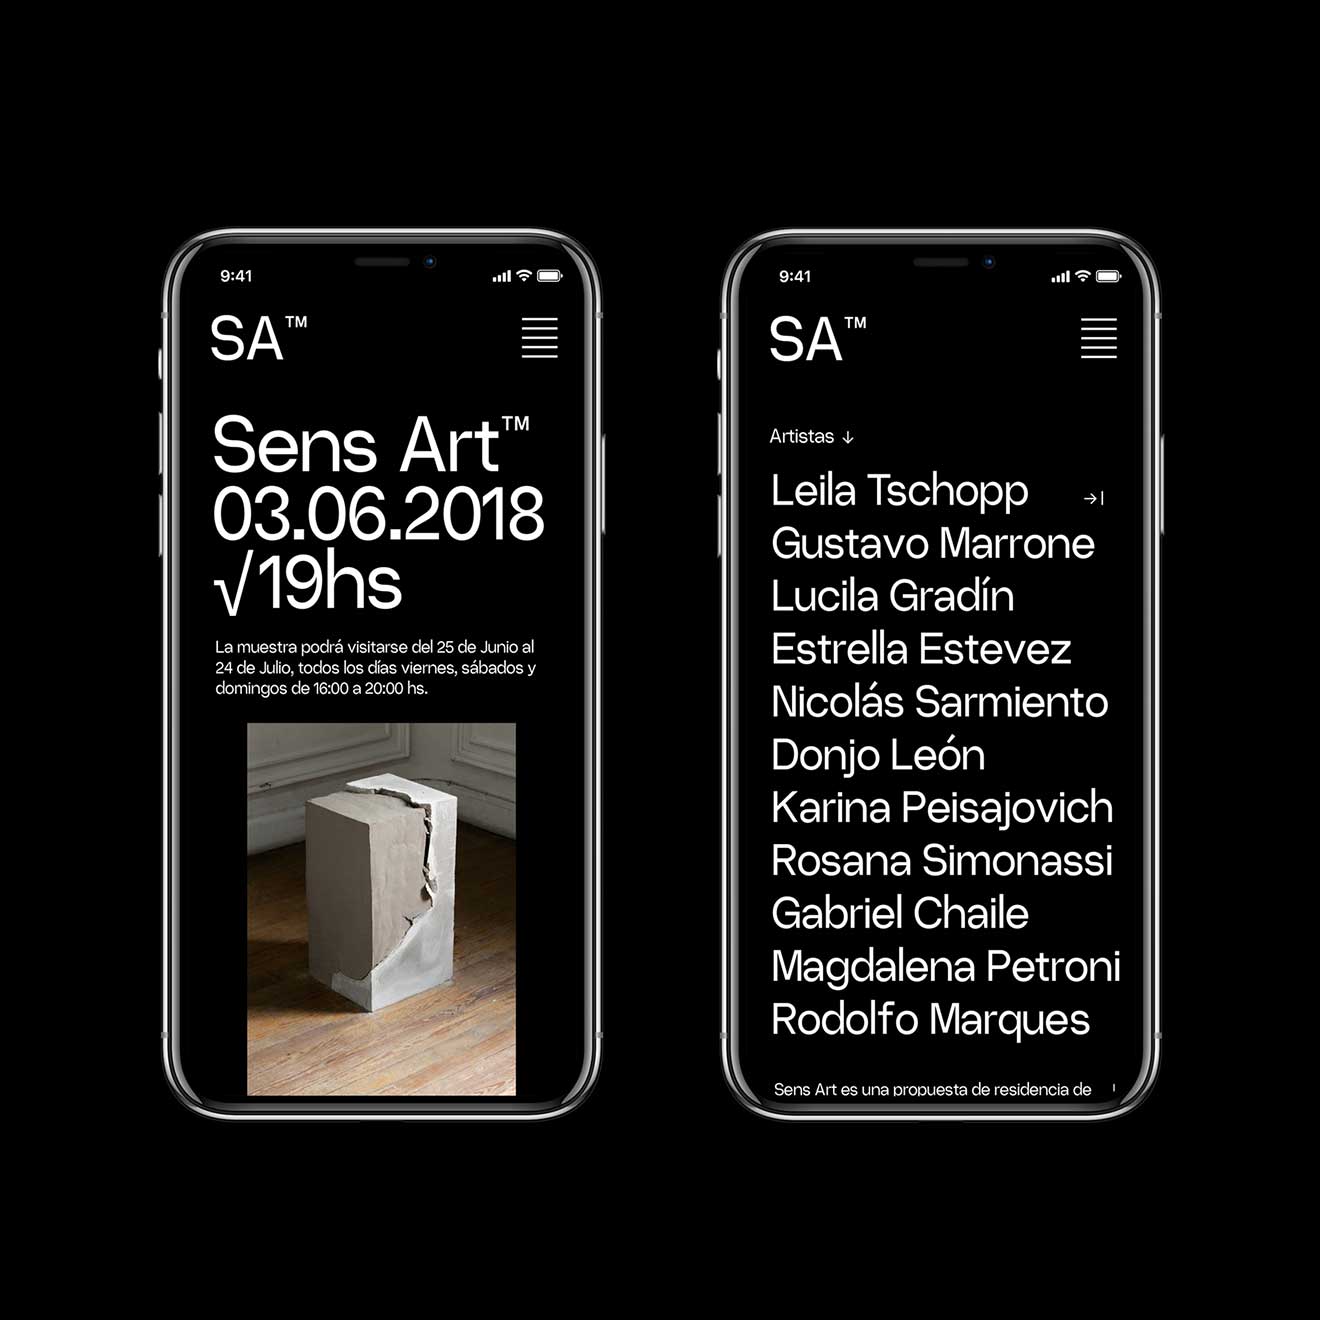 9:41
SA™
Sens Art™
03.06.2018
√19hs
La muestra podrá visitarse del 25 de Junio al
24 de Julio, todos los días viernes, sábados y
domingos de 16:00 a 20:00 hs.
9:41
SA™
Artistas ↓
Leila Tschopp →|
Gustavo Marrone
Lucila Gradín
Estrella Estevez
Nicolás Sarmiento
Donjo León
Karina Peisajovich
Rosana Simonassi
Gabriel Chaile
Magdalena Petroni
Rodolfo Marques
Sens Art es una propuesta de residencia de